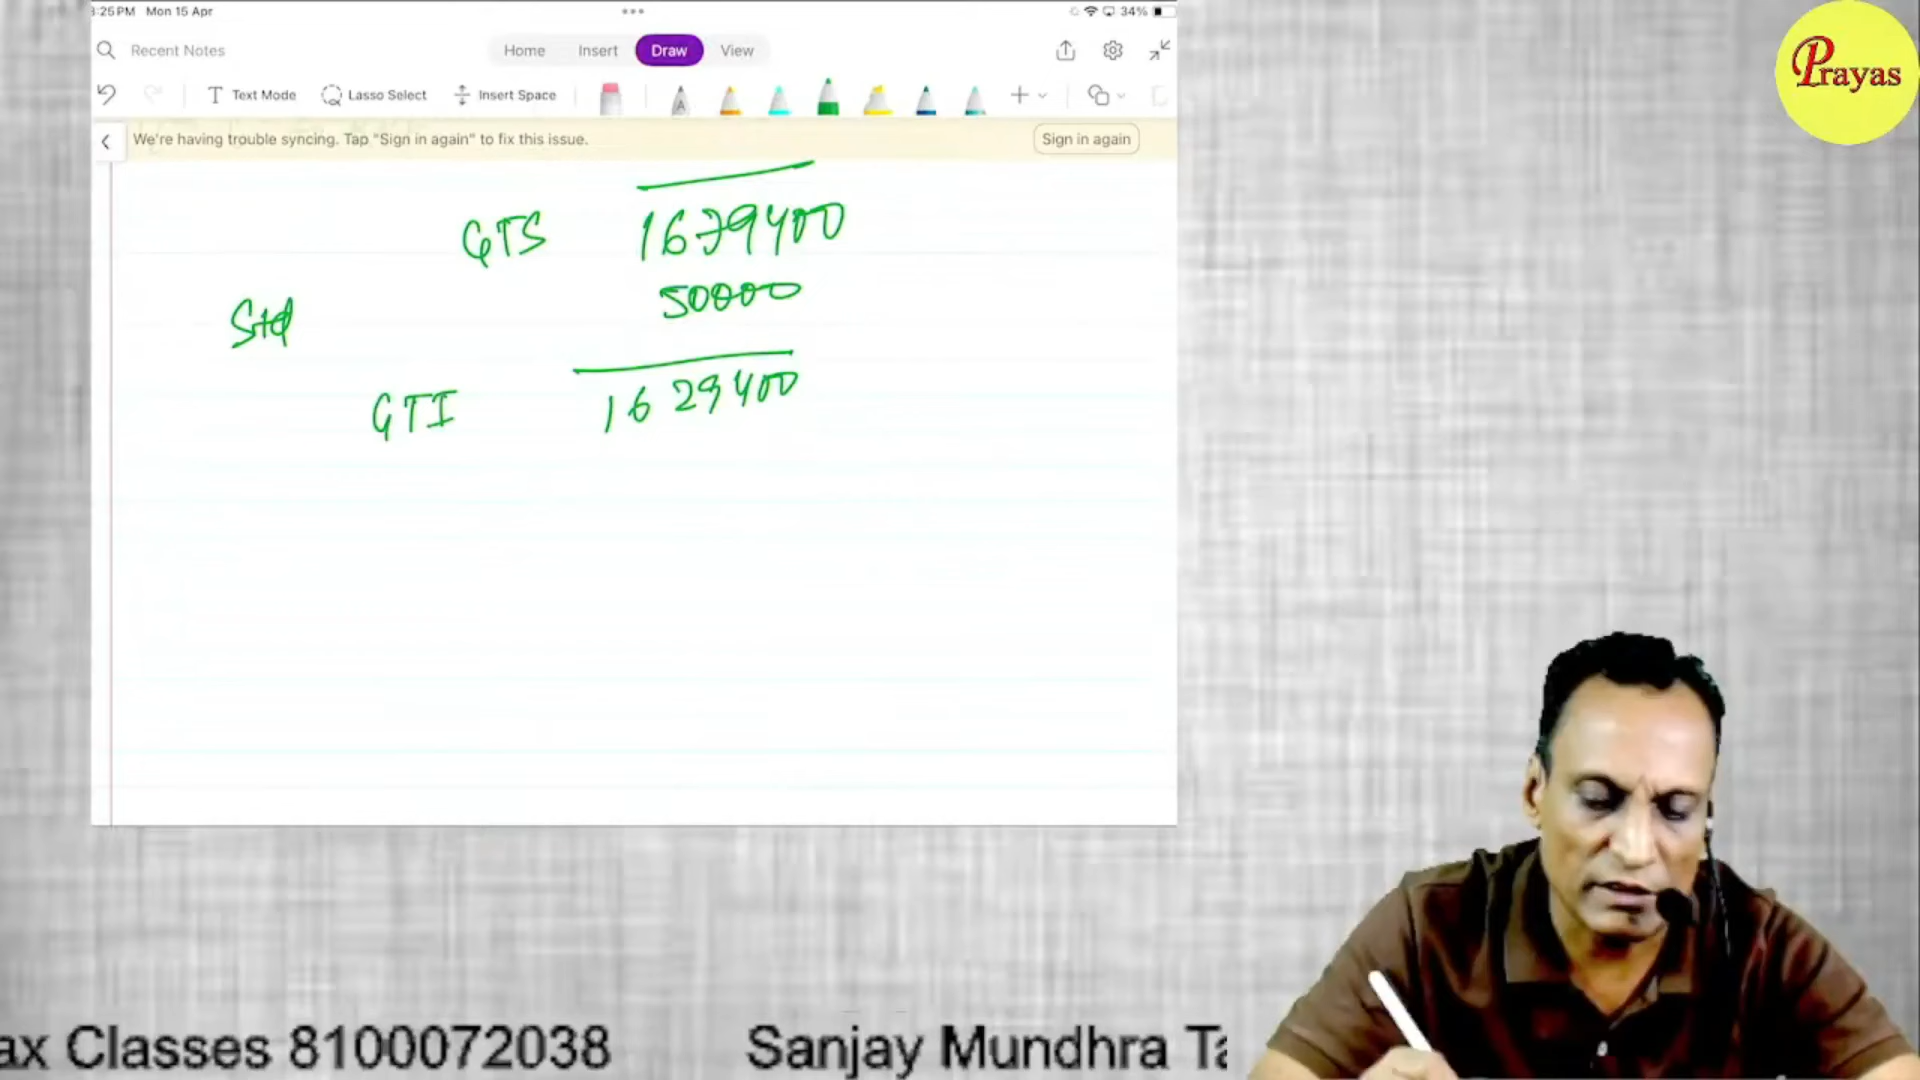 3:25PM Mon 15 Apr
34%
Recent Notes
Home Insert Draw View
Text Mode Lasso Select Insert Space
We're having trouble syncing. Tap "Sign in again" to fix this issue.
Sign in again
Prayas
GTS 1679400
Std 50000
GTI 1629400
ax Classes 8100072038 Sanjay Mundhra Ta